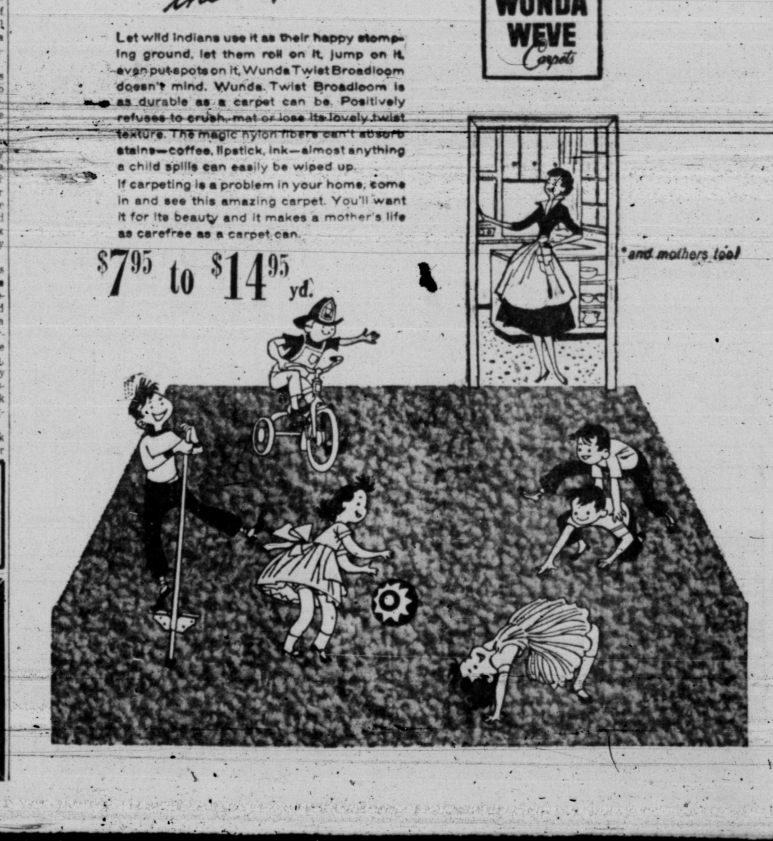 WUNDA
WEVE
Carpets
Let wild Indians use it as their happy stomp-
ing ground, let them roll on it, jump on it,
even put spots on it, Wunda Twist Broadloom
doesn't mind. Wunda. Twist Broadloom is
as durable as a carpet can be. Positively
refuses to crush, mat or lose its lovely twist
texture. The magic nylon fibers can't absorb
stains—coffee, lipstick, ink—almost anything
a child spills can easily be wiped up.
If carpeting is a problem in your home, come
in and see this amazing carpet. You'll want
it for its beauty and it makes a mother's life
as carefree as a carpet can.
$7.95 to $14.95 yd.
*and mothers too!